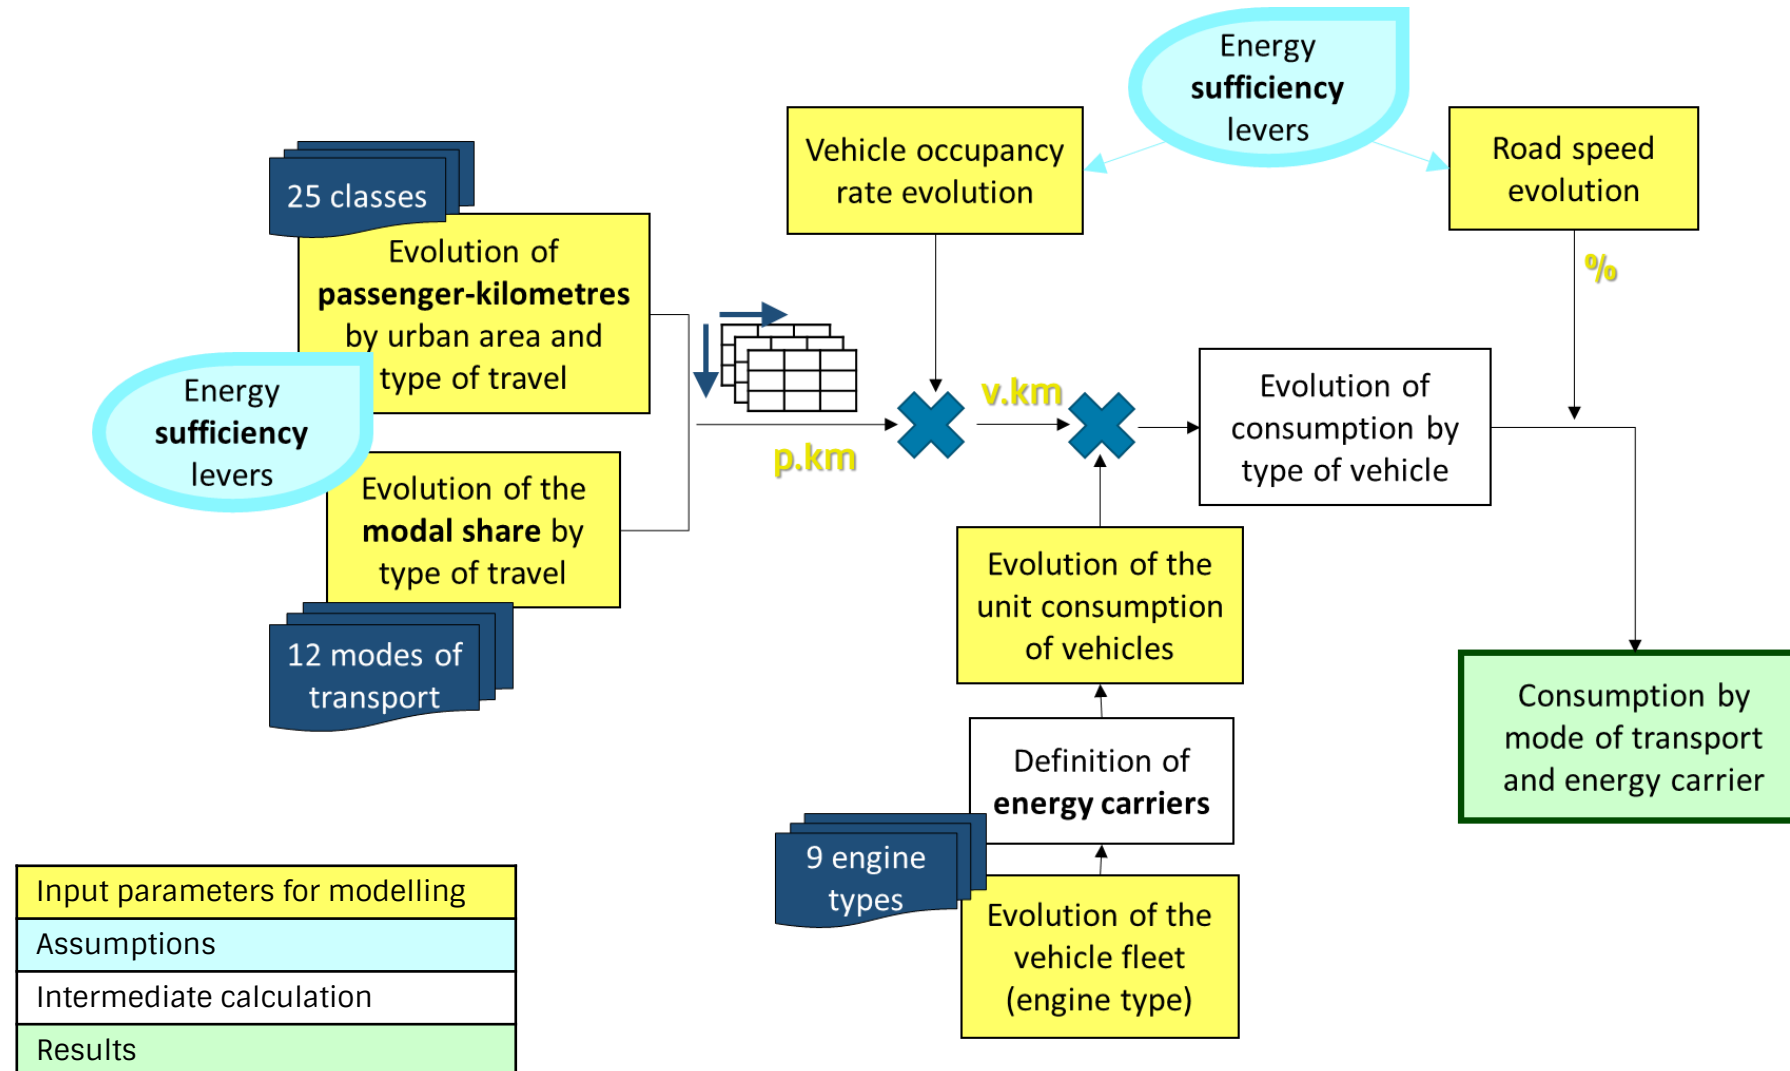 Energy
sufficiency
levers
Vehicle occupancy
rate evolution
Road speed
evolution
25 classes
Evolution of
passenger-kilometres
by urban area and
type of travel
%
Energy
sufficiency
levers
p.km
v.km
Evolution of
consumption by
type of vehicle
Evolution of the
modal share by
type of travel
12 modes of
transport
Evolution of the
unit consumption
of vehicles
Definition of
energy carriers
9 engine
types
Evolution of the
vehicle fleet
(engine type)
Consumption by
mode of transport
and energy carrier
Input parameters for modelling
Assumptions
Intermediate calculation
Results